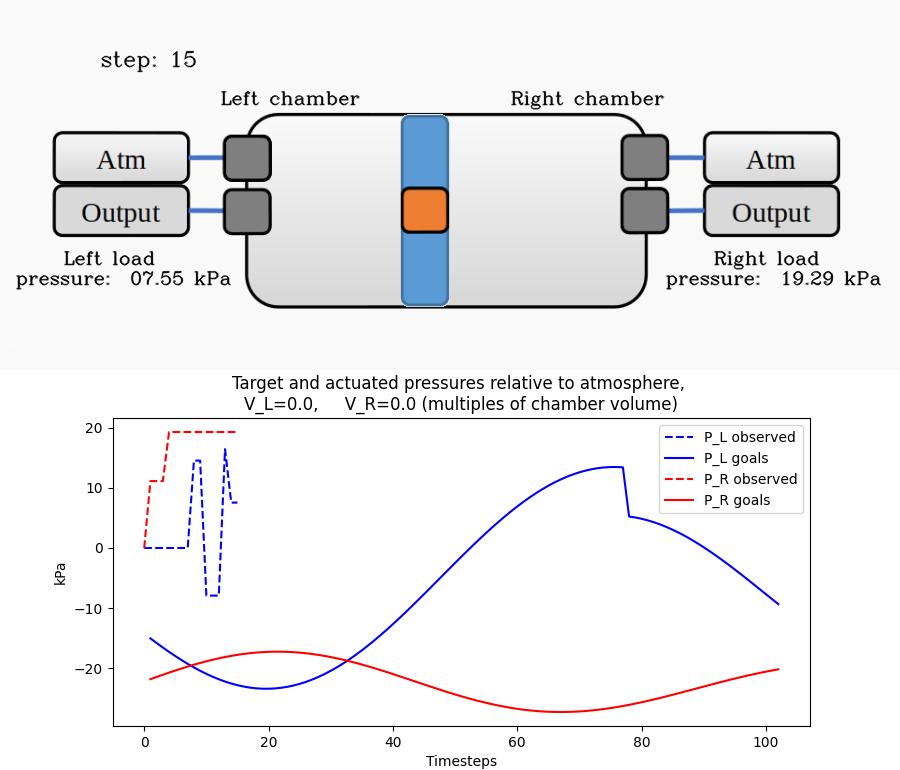 step: 15
Left chamber
Right chamber
Atm
Atm
Output
Output
Left load
pressure: 07.55 kPa
Right load
pressure: 19.29 kPa
Target and actuated pressures relative to atmosphere,
V_L=0.0, V_R=0.0 (multiples of chamber volume)
20
10
0
−10
−20
kPa
P_L observed
P_L goals
P_R observed
P_R goals
0 20 40 60 80 100
Timesteps